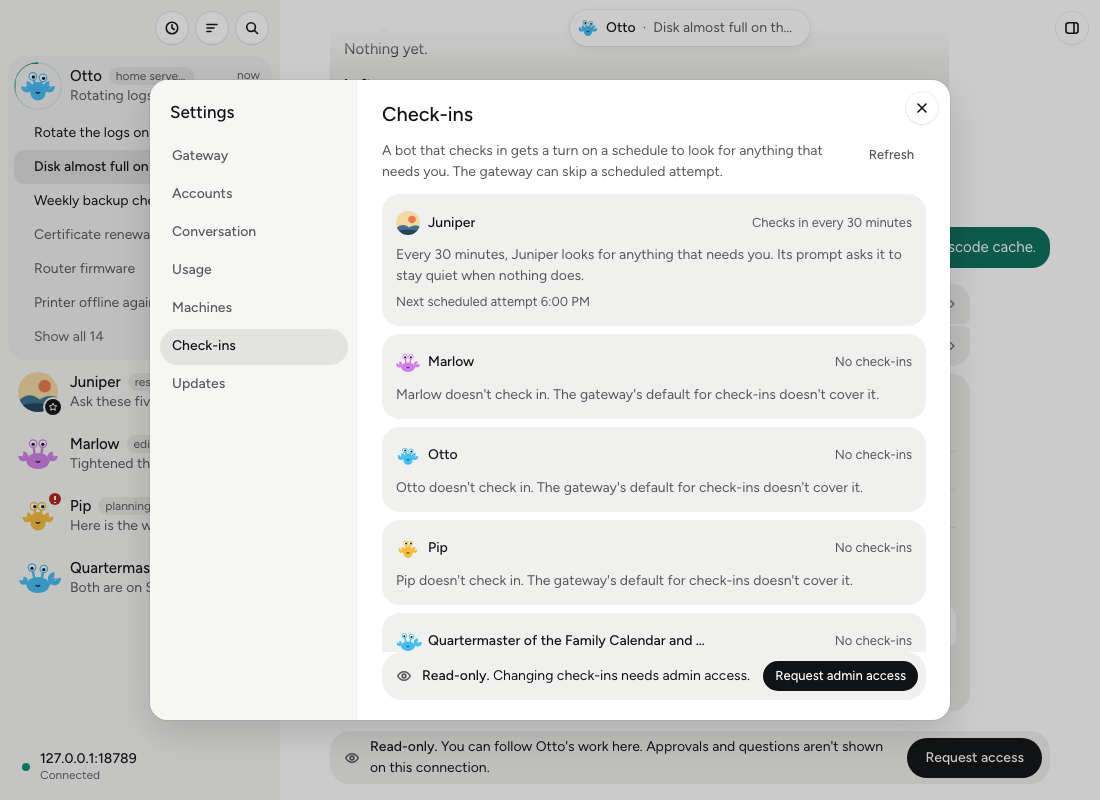 Otto · Disk almost full on th...
Nothing yet.
Otto home serve... now
Rotating logs
Rotate the logs on
Disk almost full on
Weekly backup che
Certificate renewa
Router firmware
Printer offline again
Show all 14
Juniper res
Ask these fiv
Marlow edi
Tightened th
Pip planning
Here is the w
Quartermas
Both are on S
127.0.0.1:18789
Connected
Settings
Gateway
Accounts
Conversation
Usage
Machines
Check-ins
Updates
Check-ins
A bot that checks in gets a turn on a schedule to look for anything that
needs you. The gateway can skip a scheduled attempt.
Refresh
Juniper Checks in every 30 minutes
Every 30 minutes, Juniper looks for anything that needs you. Its prompt asks it to
stay quiet when nothing does.
Next scheduled attempt 6:00 PM
Marlow No check-ins
Marlow doesn't check in. The gateway's default for check-ins doesn't cover it.
Otto No check-ins
Otto doesn't check in. The gateway's default for check-ins doesn't cover it.
Pip No check-ins
Pip doesn't check in. The gateway's default for check-ins doesn't cover it.
Quartermaster of the Family Calendar and ... No check-ins
Read-only. Changing check-ins needs admin access. Request admin access
scode cache.
Read-only. You can follow Otto's work here. Approvals and questions aren't shown
on this connection.
Request access